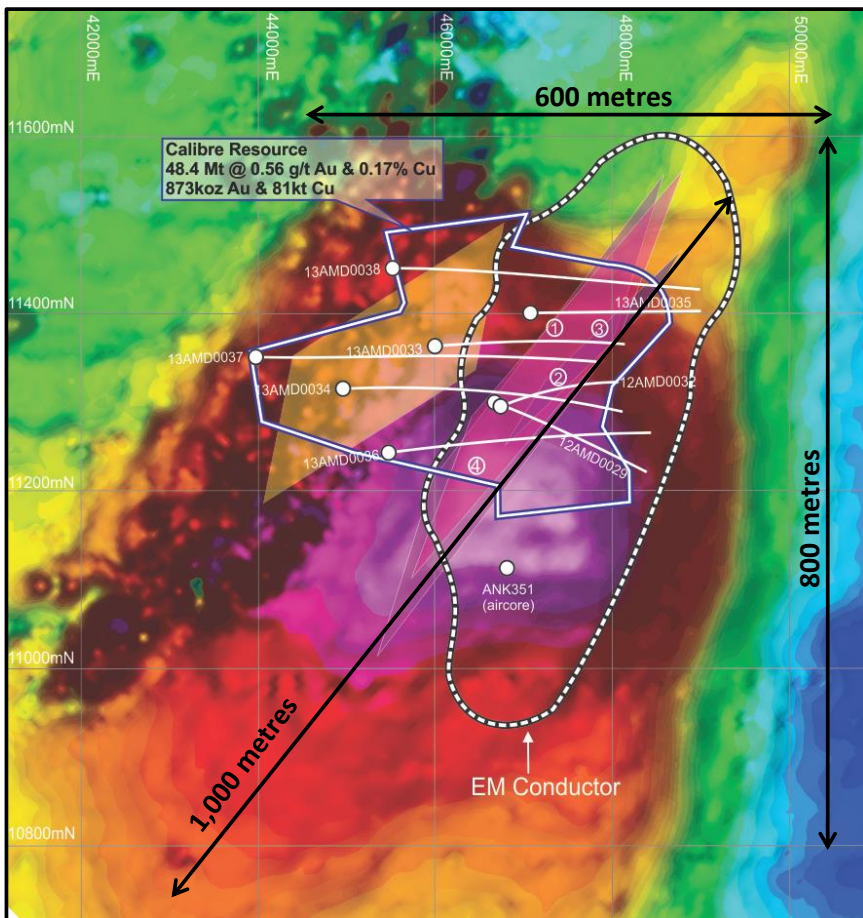 42000mE
44000mE
46000mE
48000mE
50000mE
600 metres
11600mN
Calibre Resource
48.4 Mt @ 0.56 g/t Au & 0.17% Cu
873koz Au & 81kt Cu
13AMD0038
11400mN
13AMD0035
1
3
13AMD0033
13AMD0037
2
13AMD0034
12AMD0032
12AMD0029
13AMD0036
4
11200mN
800 metres
ANK351
(aircore)
11000mN
1,000 metres
EM Conductor
10800mN